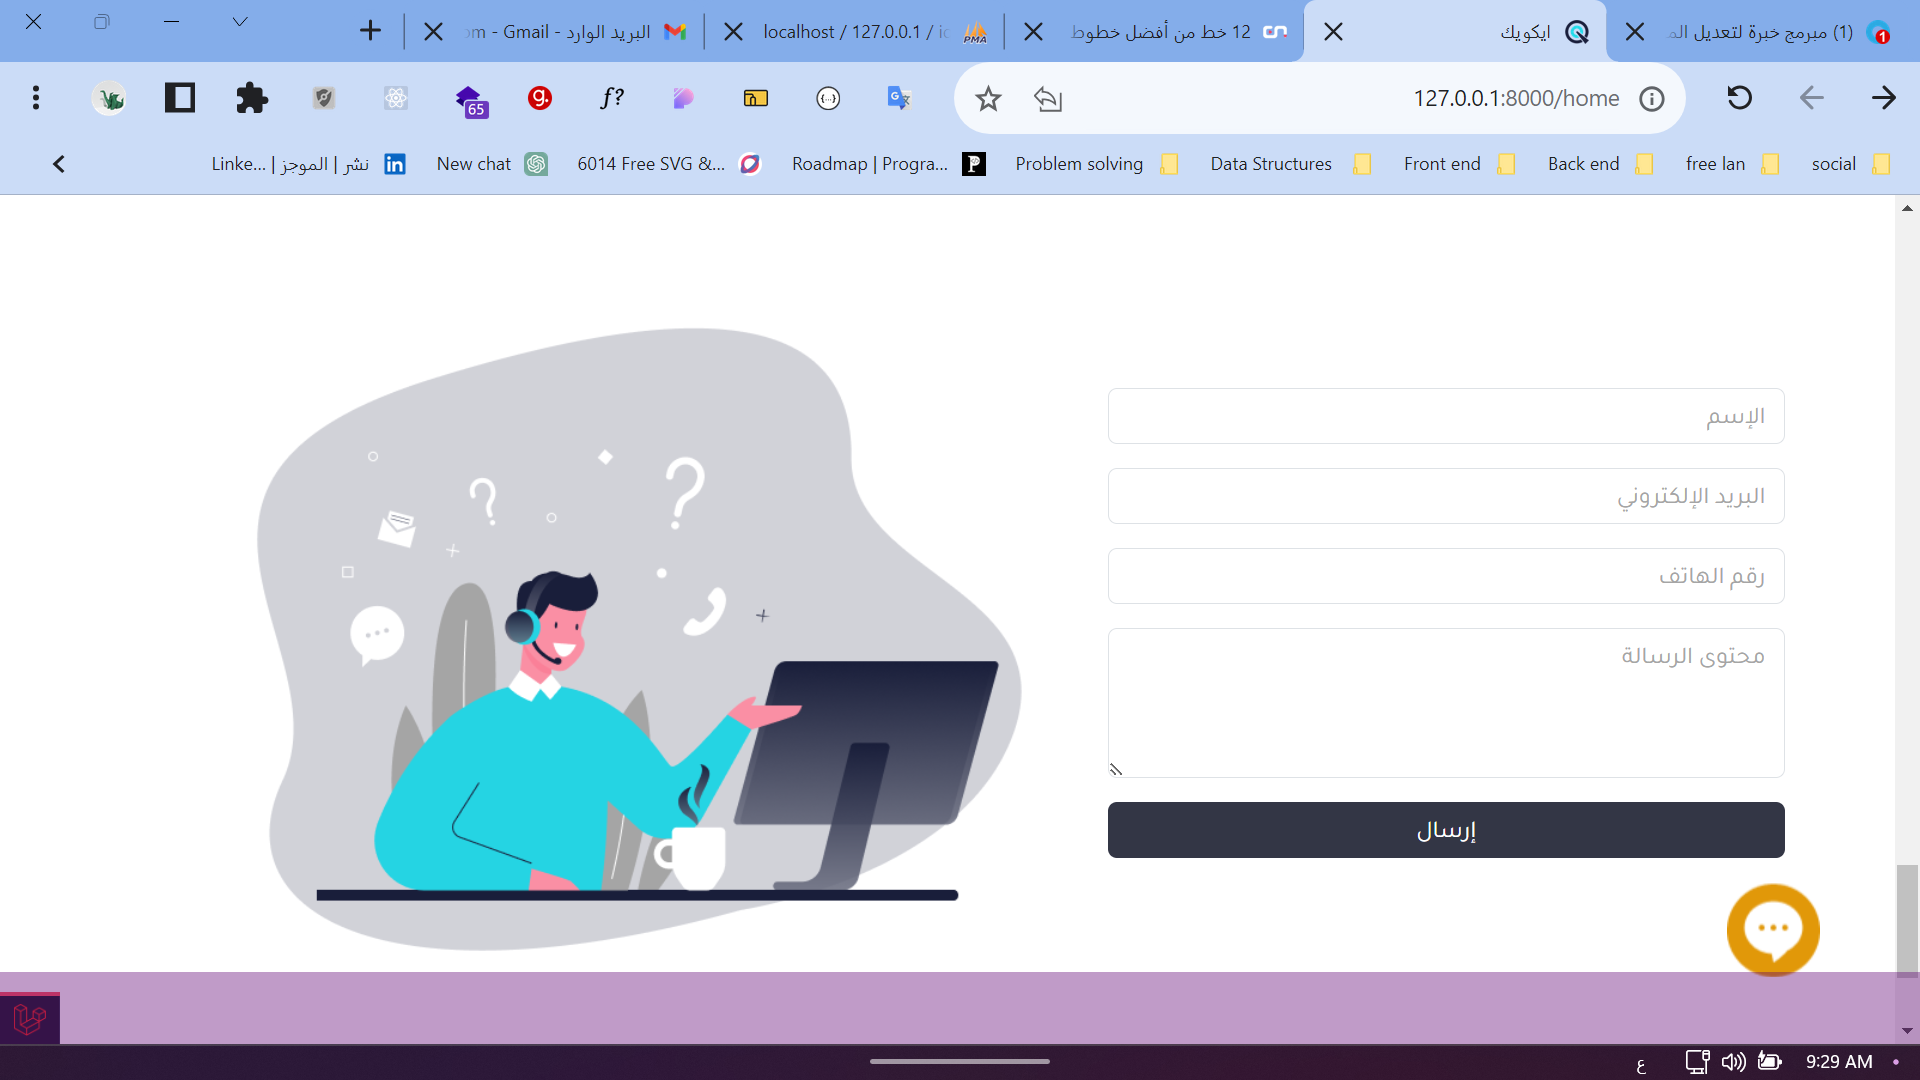 (1) مبرمج خبرة لتعديل الم
ايكويك
12 خط من أفضل خطوط
localhost / 127.0.0.1 / ic
البريد الوارد - om - Gmail
127.0.0.1:8000/home
65
social
free lan
Back end
Front end
Data Structures
Problem solving
Roadmap | Progra...
6014 Free SVG &...
New chat
نشر | الموجز | Linke...
الإسم
البريد الإلكتروني
رقم الهاتف
محتوى الرسالة
إرسال
ع
9:29 AM